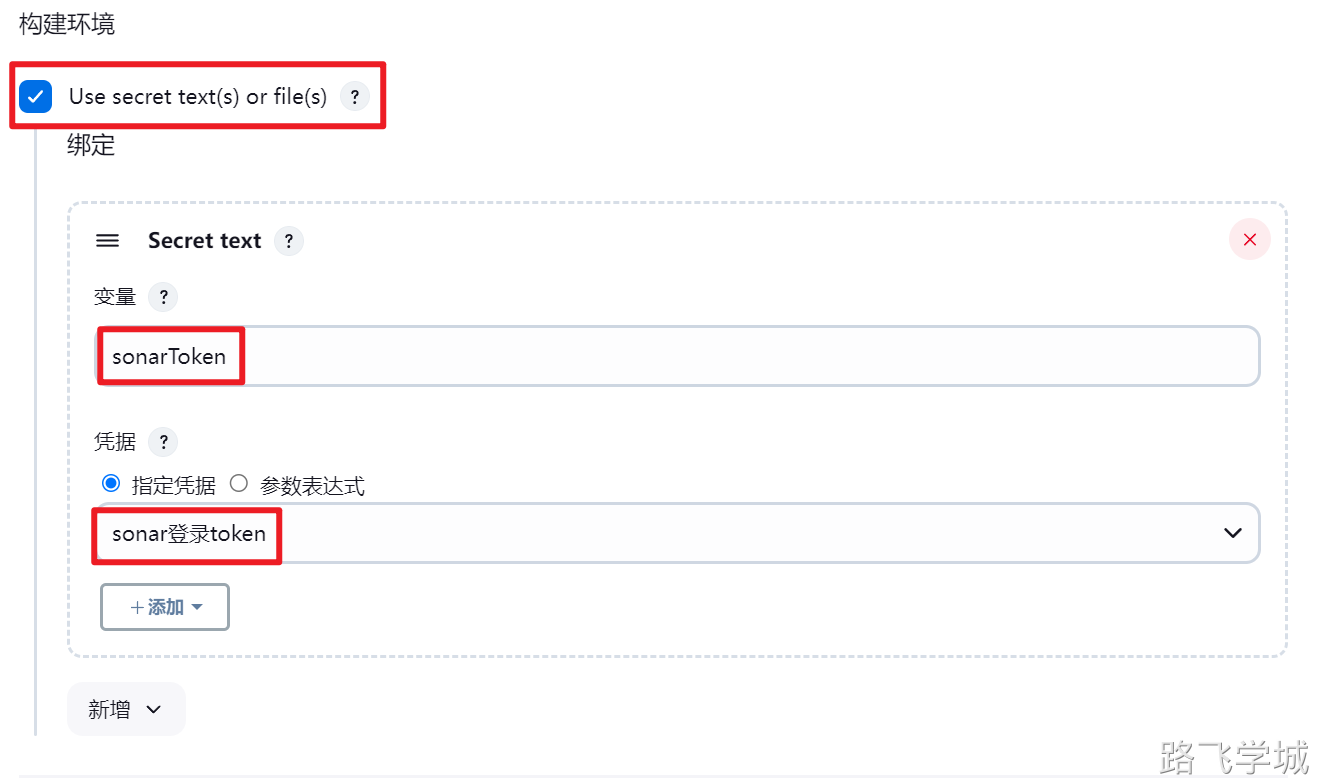 构建环境
Use secret text(s) or file(s) ?
绑定
Secret text ?
变量 ?
sonarToken
凭据 ?
指定凭据 参数表达式
sonar登录token
+添加
新增
路飞学城